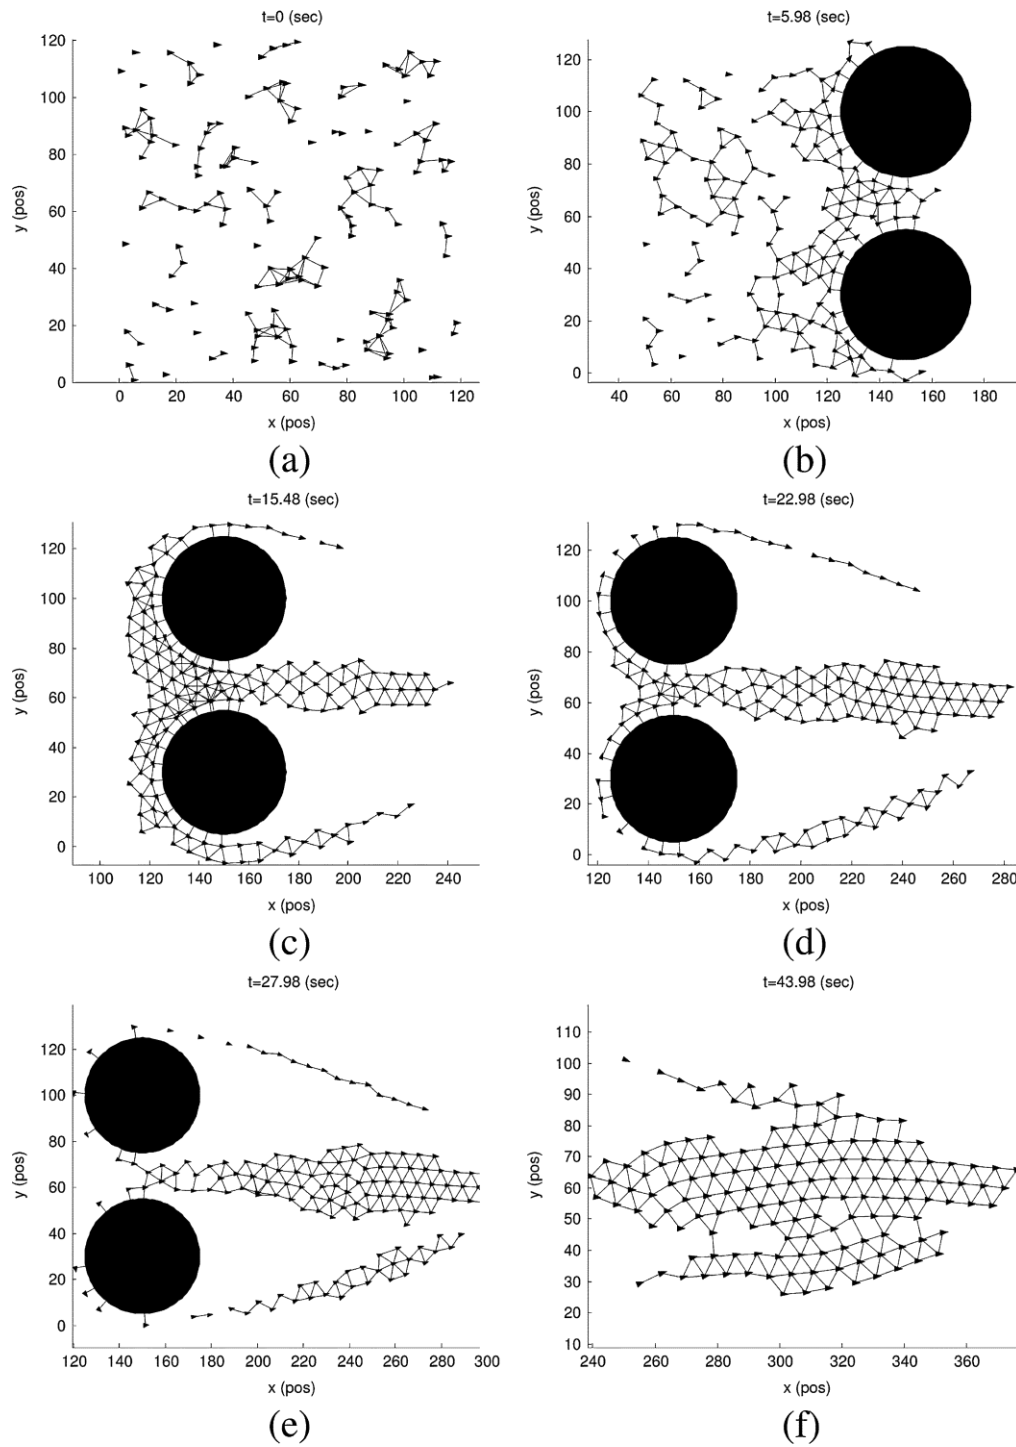 t=0 (sec)
120
100
80
60
40
20
0
y (pos)
0 20 40 60 80 100 120
x (pos)
(a)
t=5.98 (sec)
120
100
80
60
40
20
0
y (pos)
40 60 80 100 120 140 160 180
x (pos)
(b)
t=15.48 (sec)
120
100
80
60
40
20
0
y (pos)
100 120 140 160 180 200 220 240
x (pos)
(c)
t=22.98 (sec)
120
100
80
60
40
20
0
y (pos)
120 140 160 180 200 220 240 260 280
x (pos)
(d)
t=27.98 (sec)
120
100
80
60
40
20
0
y (pos)
120 140 160 180 200 220 240 260 280 300
x (pos)
(e)
t=43.98 (sec)
110
100
90
80
70
60
50
40
30
20
10
y (pos)
240 260 280 300 320 340 360
x (pos)
(f)